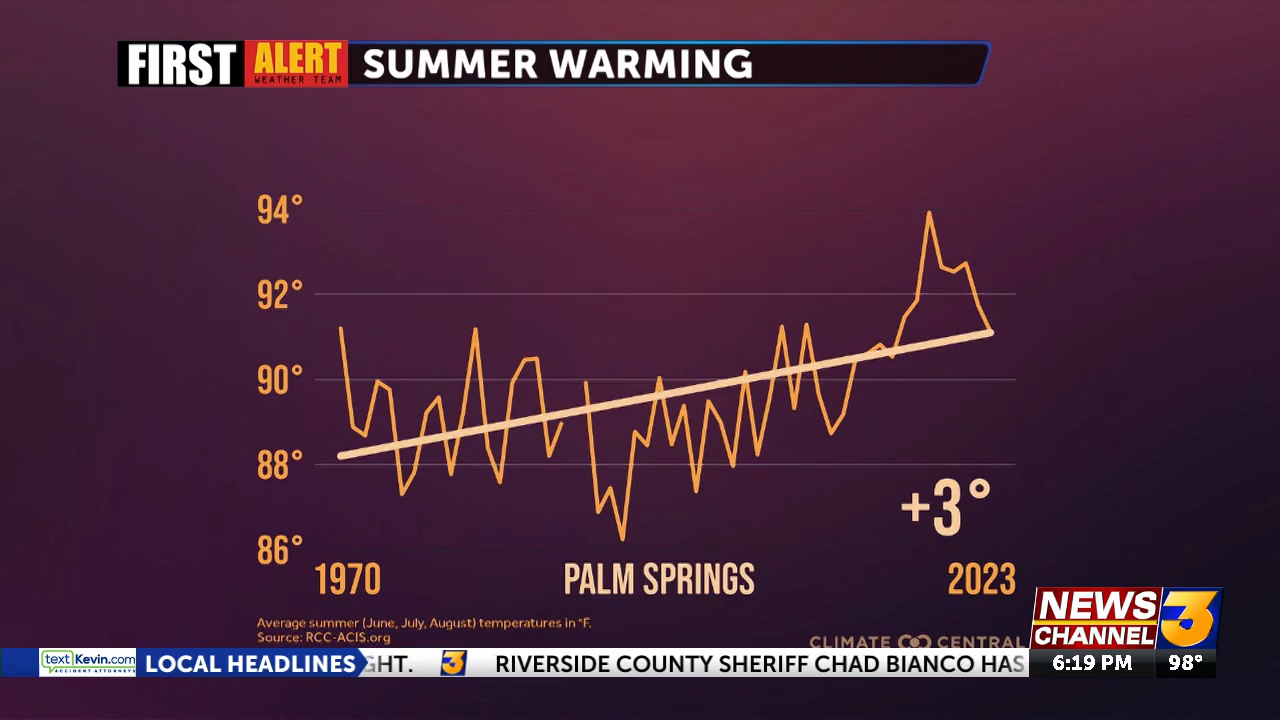 FIRST ALERT WEATHER TEAM SUMMER WARMING
94°
92°
90°
88°
86°
+3°
1970 PALM SPRINGS 2023
Average summer (June, July, August) temperatures in °F.
Source: RCC-ACIS.org
CLIMATE CENTRAL
NEWS CHANNEL 3
textKevin.com
ACCIDENT ATTORNEYS
LOCAL HEADLINES GHT. 3 RIVERSIDE COUNTY SHERIFF CHAD BIANCO HAS
6:19 PM 98°